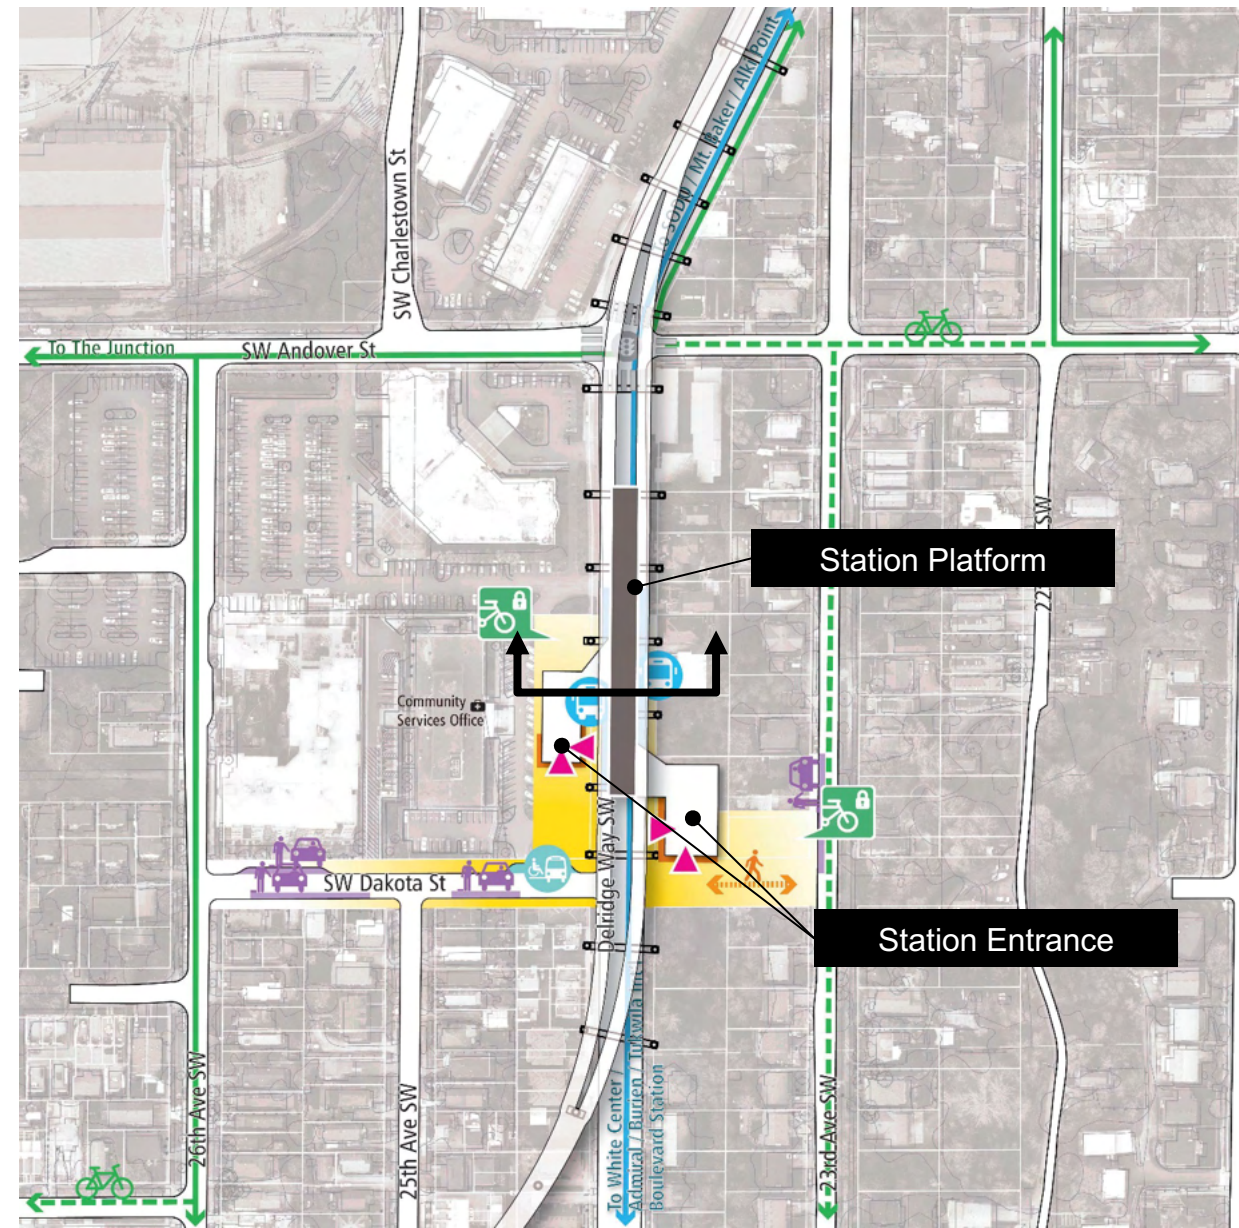 To SODO / Mt. Baker / Alki Point
SW Charlestown St
To The Junction
SW Andover St
22nd SW
Station Platform
Community
Services Office
Delridge Way SW
SW Dakota St
Station Entrance
26th Ave SW
25th Ave SW
To White Center
Admiral / Burien / Tukwila Int'l
Boulevard Station
23rd Ave SW